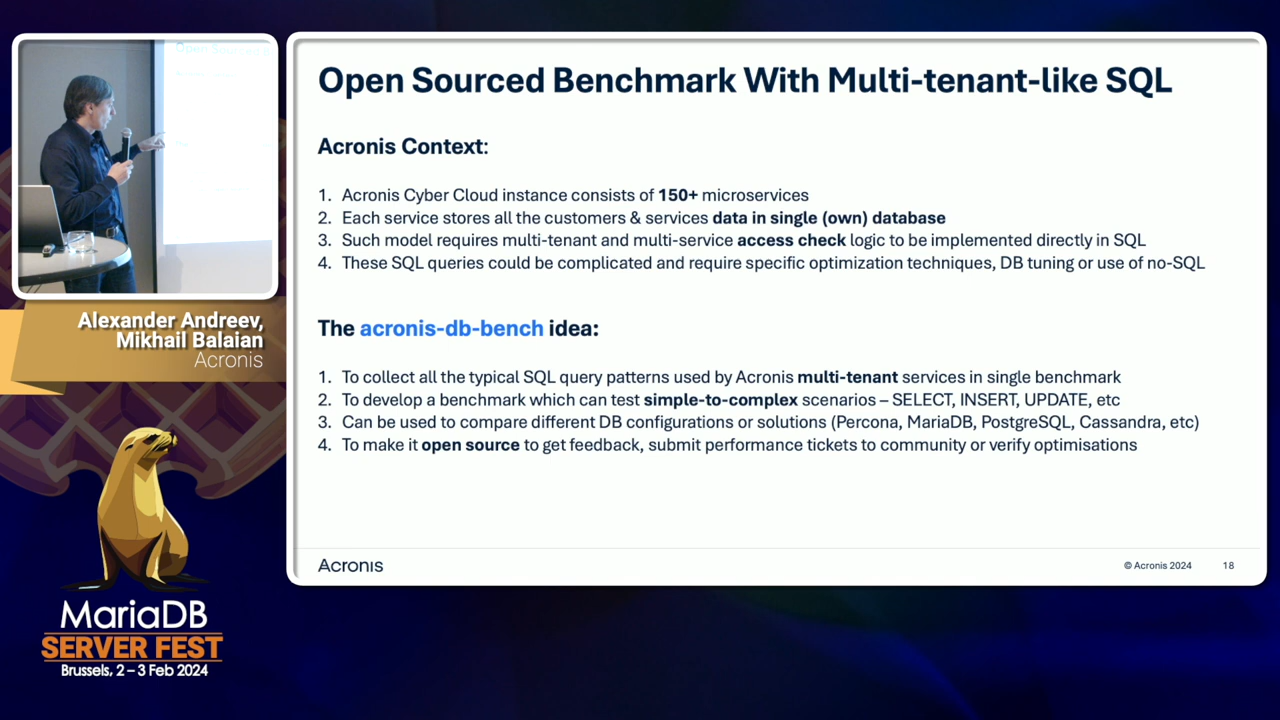 Open Sourced Benchmark With Multi-tenant-like SQL
Acronis Context:
1. Acronis Cyber Cloud instance consists of 150+ microservices
2. Each service stores all the customers & services data in single (own) database
3. Such model requires multi-tenant and multi-service access check logic to be implemented directly in SQL
4. These SQL queries could be complicated and require specific optimization techniques, DB tuning or use of no-SQL
The acronis-db-bench idea:
1. To collect all the typical SQL query patterns used by Acronis multi-tenant services in single benchmark
2. To develop a benchmark which can test simple-to-complex scenarios – SELECT, INSERT, UPDATE, etc
3. Can be used to compare different DB configurations or solutions (Percona, MariaDB, PostgreSQL, Cassandra, etc)
4. To make it open source to get feedback, submit performance tickets to community or verify optimisations
Acronis
© Acronis 2024
18
Alexander Andreev,
Mikhail Balaian
Acronis
MariaDB
SERVER FEST
Brussels, 2 – 3 Feb 2024